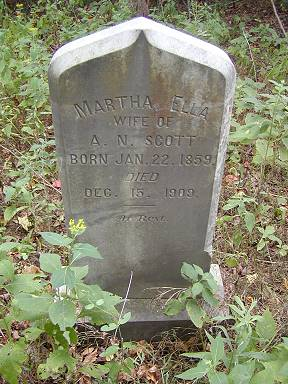 MARTHA ELLA
WIFE OF
A. N. SCOTT
BORN JAN. 22. 1859.
DIED
DEC. 15. 1909.
At Rest.